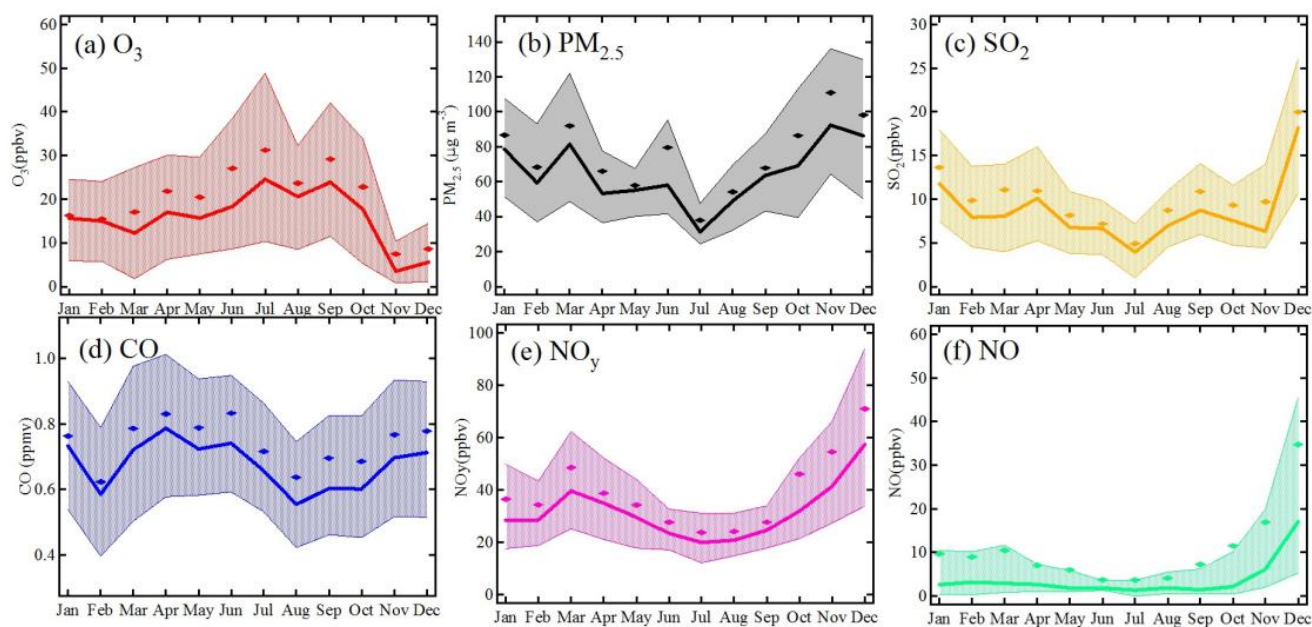 (a) O3
60
50
40
30
20
10
0
O3(ppbv)
Jan Feb Mar Apr May Jun Jul Aug Sep Oct Nov Dec
(b) PM2.5
140
120
100
80
60
40
20
0
PM2.5 (μg m-3)
Jan Feb Mar Apr May Jun Jul Aug Sep Oct Nov Dec
(c) SO2
30
25
20
15
10
5
0
SO2(ppbv)
Jan Feb Mar Apr May Jun Jul Aug Sep Oct Nov Dec
(d) CO
1.0
0.8
0.6
0.4
CO (ppmv)
Jan Feb Mar Apr May Jun Jul Aug Sep Oct Nov Dec
(e) NOy
100
80
60
40
20
0
NOy(ppbv)
Jan Feb Mar Apr May Jun Jul Aug Sep Oct Nov Dec
(f) NO
60
50
40
30
20
10
0
NO(ppbv)
Jan Feb Mar Apr May Jun Jul Aug Sep Oct Nov Dec